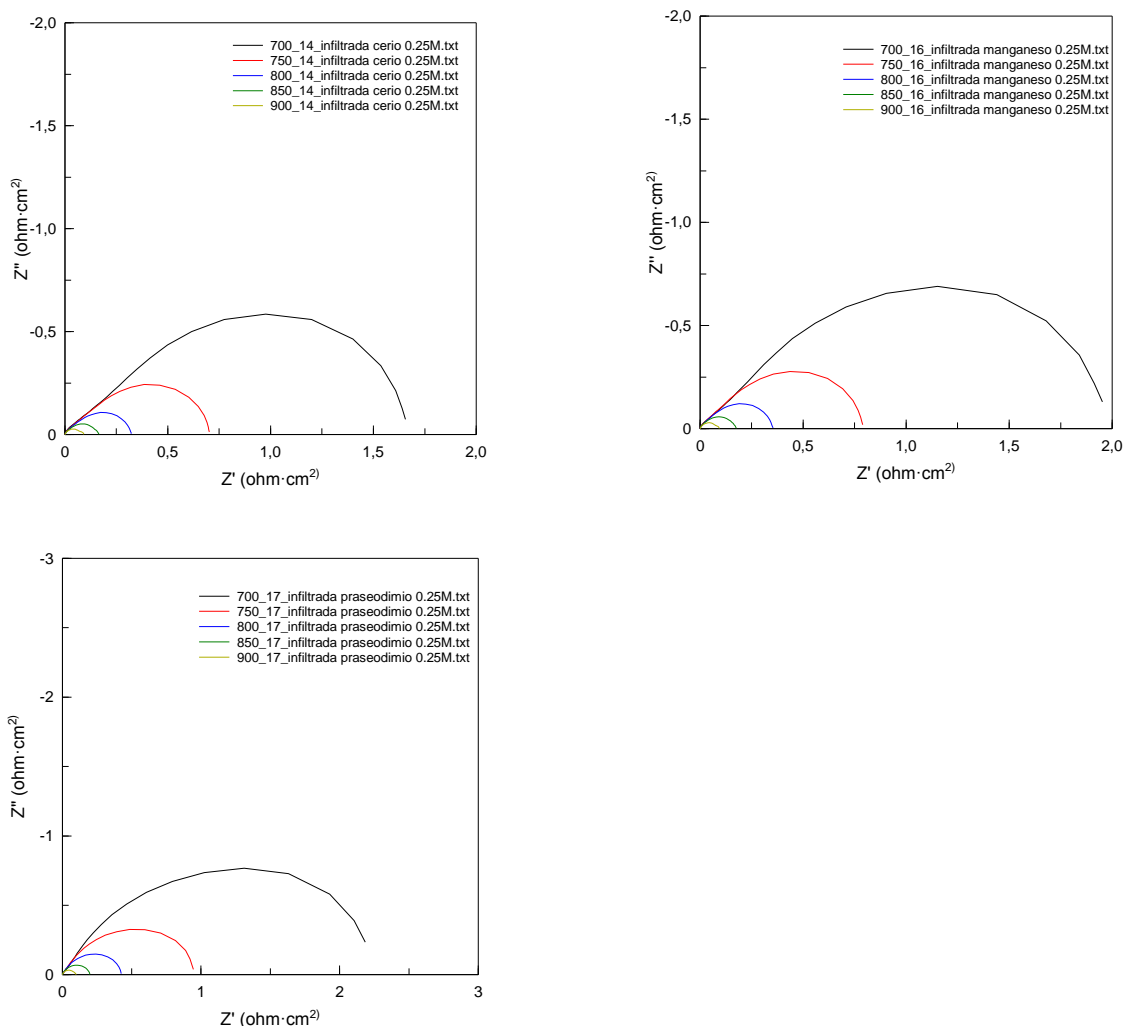 -2,0
-1,5
-1,0
-0,5
0
Z'' (ohm·cm²⁾
700_14_infiltrada cerio 0.25M.txt
750_14_infiltrada cerio 0.25M.txt
800_14_infiltrada cerio 0.25M.txt
850_14_infiltrada cerio 0.25M.txt
900_14_infiltrada cerio 0.25M.txt
0 0,5 1,0 1,5 2,0
Z' (ohm·cm²⁾
-2,0
-1,5
-1,0
-0,5
0
Z'' (ohm·cm²⁾
700_16_infiltrada manganeso 0.25M.txt
750_16_infiltrada manganeso 0.25M.txt
800_16_infiltrada manganeso 0.25M.txt
850_16_infiltrada manganeso 0.25M.txt
900_16_infiltrada manganeso 0.25M.txt
0 0,5 1,0 1,5 2,0
Z' (ohm·cm²⁾
-3
-2
-1
0
Z'' (ohm·cm²⁾
700_17_infiltrada praseodimio 0.25M.txt
750_17_infiltrada praseodimio 0.25M.txt
800_17_infiltrada praseodimio 0.25M.txt
850_17_infiltrada praseodimio 0.25M.txt
900_17_infiltrada praseodimio 0.25M.txt
0 1 2 3
Z' (ohm·cm²⁾